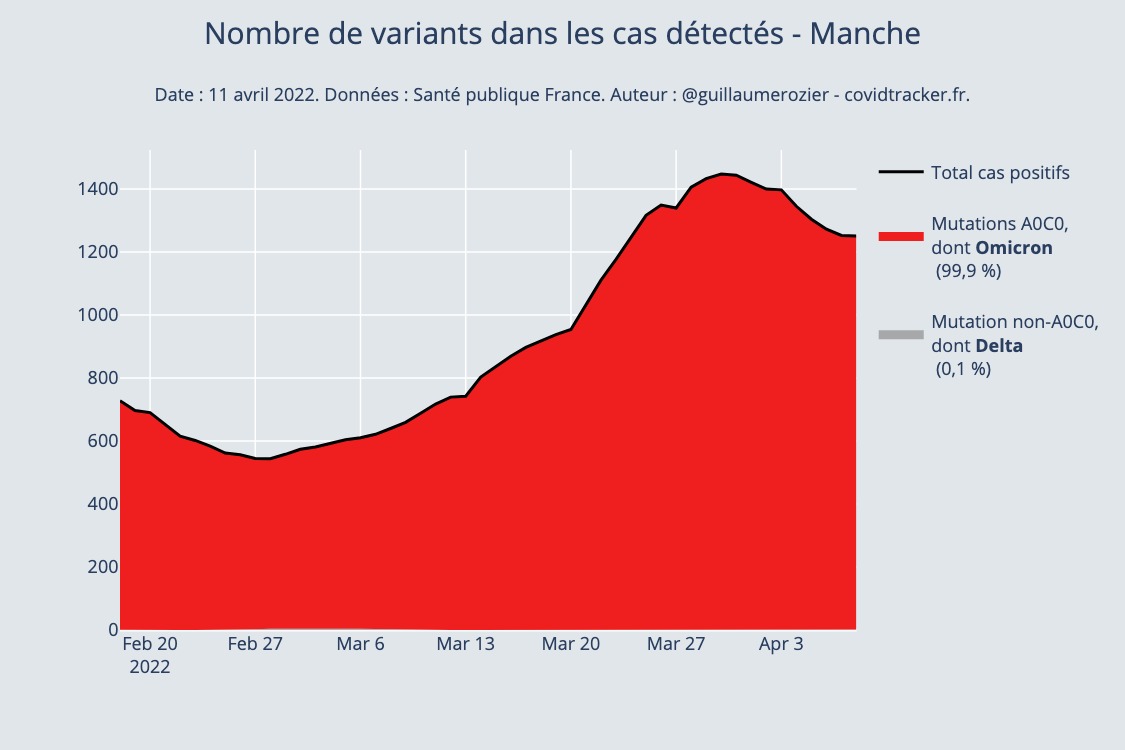 Nombre de variants dans les cas détectés - Manche
Date : 11 avril 2022. Données : Santé publique France. Auteur : @guillaumerozier - covidtracker.fr.
1400
1200
1000
800
600
400
200
0
Feb 20 Feb 27 Mar 6 Mar 13 Mar 20 Mar 27 Apr 3
2022
Total cas positifs
Mutations A0C0,
dont Omicron
(99,9 %)
Mutation non-A0C0,
dont Delta
(0,1 %)